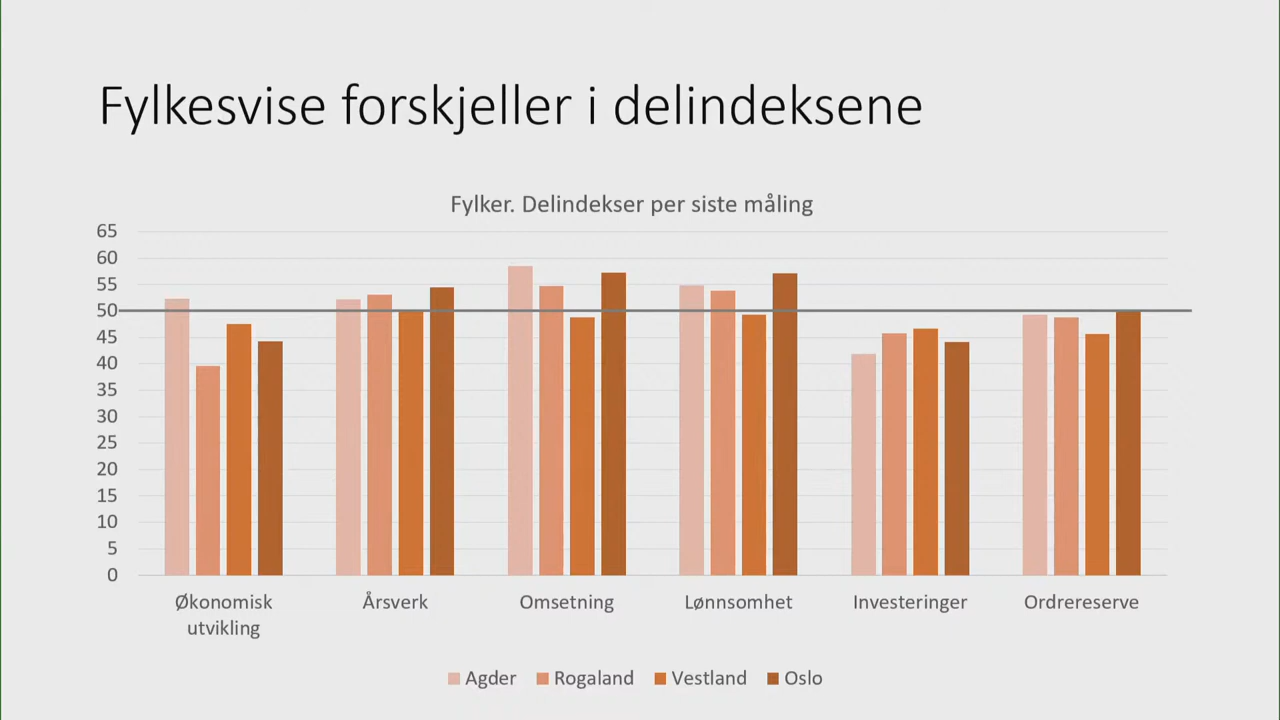 Fylkesvise forskjeller i delindeksene
Fylker. Delindekser per siste måling
65
60
55
50
45
40
35
30
25
20
15
10
5
0
Økonomisk
utvikling
Årsverk
Omsetning
Lønnsomhet
Investeringer
Ordrereserve
Agder
Rogaland
Vestland
Oslo